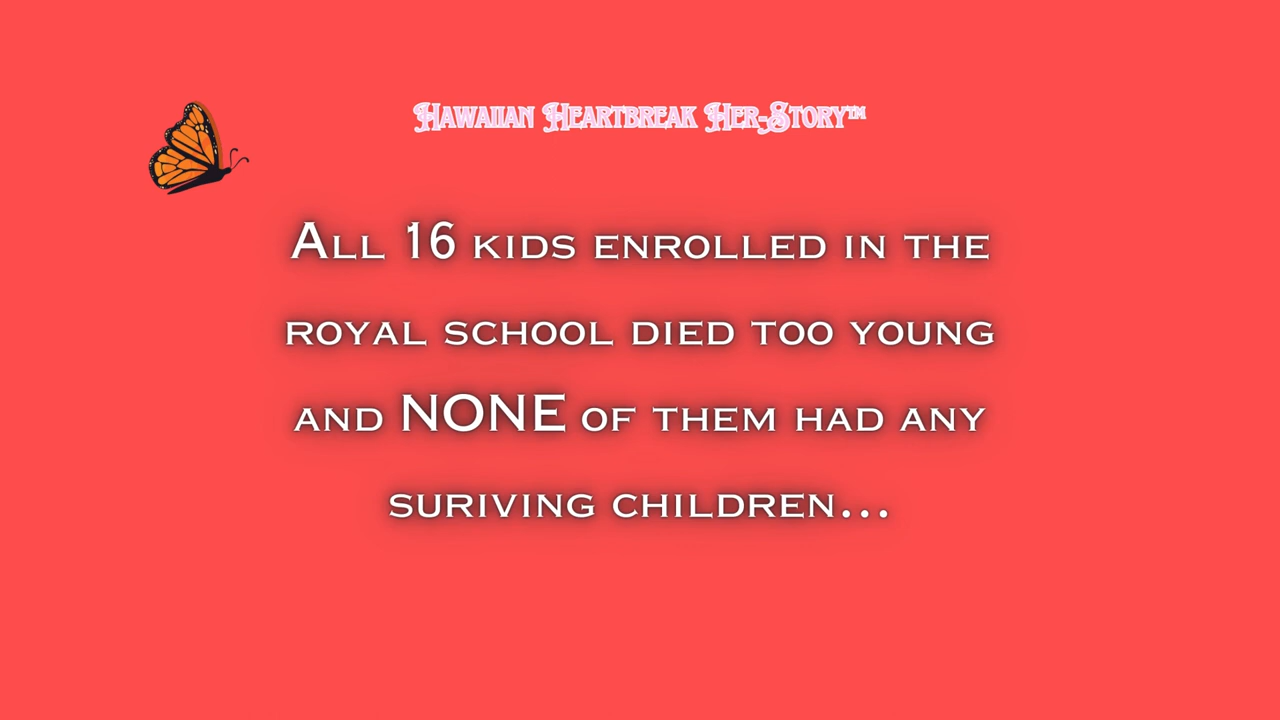 Hawaiian Heartbreak Her-Story™
All 16 kids enrolled in the
royal school died too young
and NONE of them had any
suriving children...